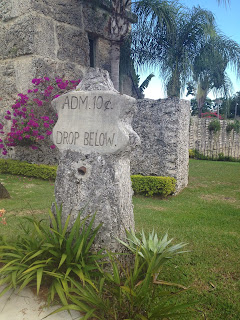 ADM. 10¢.
DROP BELOW.